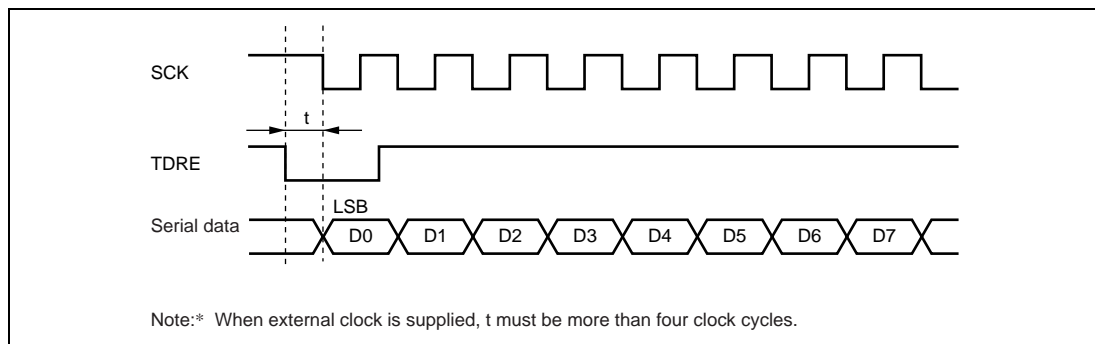 SCK
t
TDRE
LSB
Serial data
D0 D1 D2 D3 D4 D5 D6 D7
Note:* When external clock is supplied, t must be more than four clock cycles.